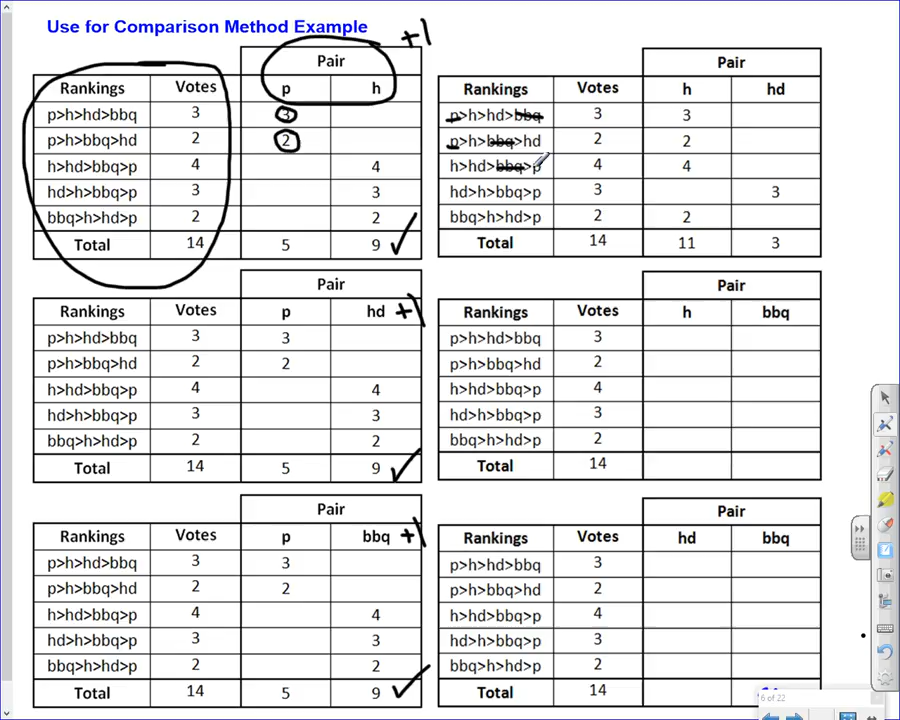 Use for Comparison Method Example
+1
Pair
Rankings Votes p h
p>h>hd>bbq 3 3
p>h>bbq>hd 2 2
h>hd>bbq>p 4 4
hd>h>bbq>p 3 3
bbq>h>hd>p 2 2
Total 14 5 9 ✓
Pair
Rankings Votes h hd
p>h>hd>bbq 3 3
p>h>bbq>hd 2 2
h>hd>bbq>p 4 4
hd>h>bbq>p 3 3
bbq>h>hd>p 2 2
Total 14 11 3
Pair
Rankings Votes p hd +1
p>h>hd>bbq 3 3
p>h>bbq>hd 2 2
h>hd>bbq>p 4 4
hd>h>bbq>p 3 3
bbq>h>hd>p 2 2
Total 14 5 9 ✓
Pair
Rankings Votes h bbq
p>h>hd>bbq 3
p>h>bbq>hd 2
h>hd>bbq>p 4
hd>h>bbq>p 3
bbq>h>hd>p 2
Total 14
Pair
Rankings Votes p bbq +1
p>h>hd>bbq 3 3
p>h>bbq>hd 2 2
h>hd>bbq>p 4 4
hd>h>bbq>p 3 3
bbq>h>hd>p 2 2
Total 14 5 9 ✓
Pair
Rankings Votes hd bbq
p>h>hd>bbq 3
p>h>bbq>hd 2
h>hd>bbq>p 4
hd>h>bbq>p 3
bbq>h>hd>p 2
Total 14
6 of 22